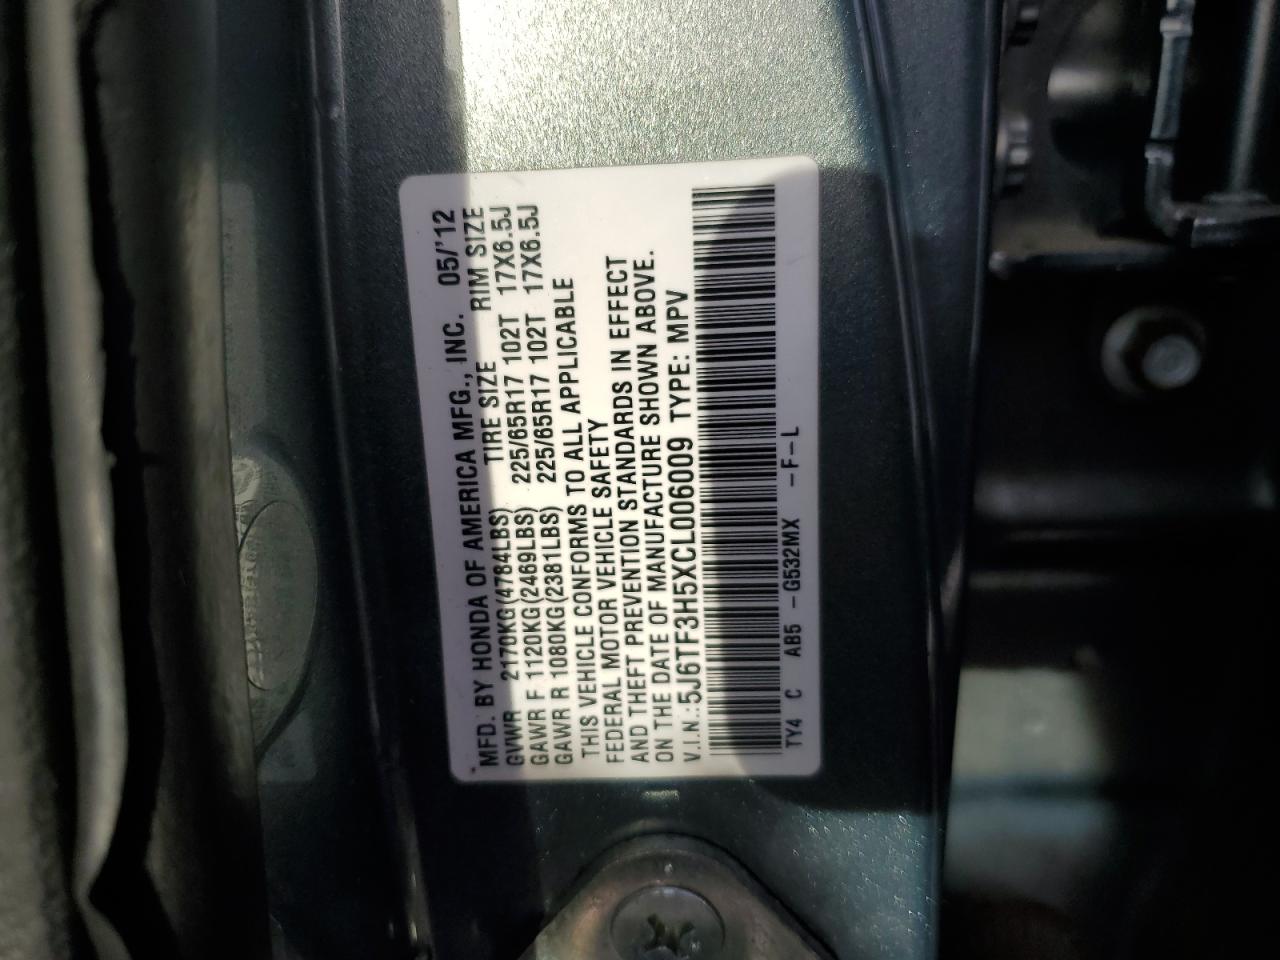 MFD. BY HONDA OF AMERICA MFG., INC. 05/'12
GVWR 2170KG(4784LBS) TIRE SIZE RIM SIZE
GAWR F 1120KG(2469LBS) 225/65R17 102T 17X6.5J
GAWR R 1080KG(2381LBS) 225/65R17 102T 17X6.5J
THIS VEHICLE CONFORMS TO ALL APPLICABLE
FEDERAL MOTOR VEHICLE SAFETY
AND THEFT PREVENTION STANDARDS IN EFFECT
ON THE DATE OF MANUFACTURE SHOWN ABOVE.
V.I.N.:5J6TF3H5XCL006009 TYPE: MPV
TY4 C AB5 -G532MX -F-L